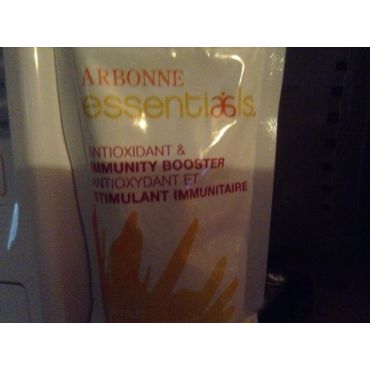 ARBONNE
essentials.
ANTIOXIDANT &
IMMUNITY BOOSTER
ANTIOXYDANT ET
STIMULANT IMMUNITAIRE